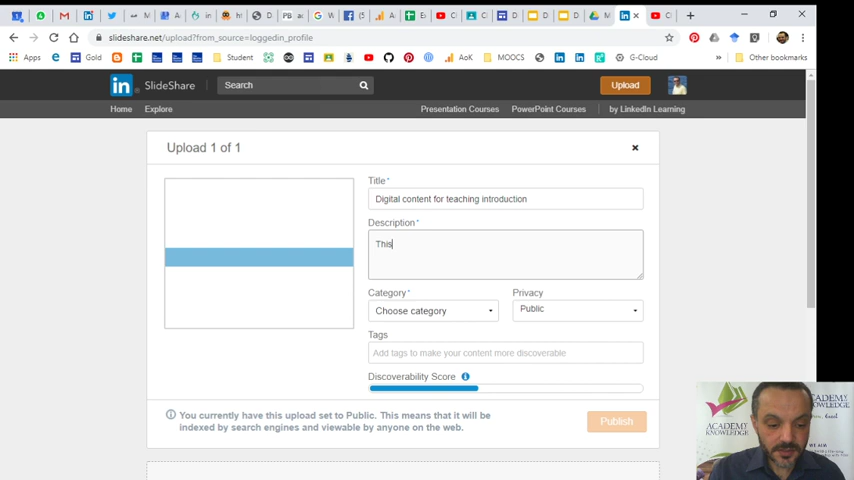 slideshare.net/upload?from_source=loggedin_profile
Apps
Gold
Student
AoK
MOOCS
G-Cloud
»
Other bookmarks
in SlideShare
Search
Upload
Home
Explore
Presentation Courses
PowerPoint Courses
by LinkedIn Learning
Upload 1 of 1
Title*
Digital content for teaching introduction
Description*
This
Category*
Privacy
Choose category
Public
Tags
Add tags to make your content more discoverable
Discoverability Score
You currently have this upload set to Public. This means that it will be
indexed by search engines and viewable by anyone on the web.
Publish
ACADEMY
KNOWLEDGE